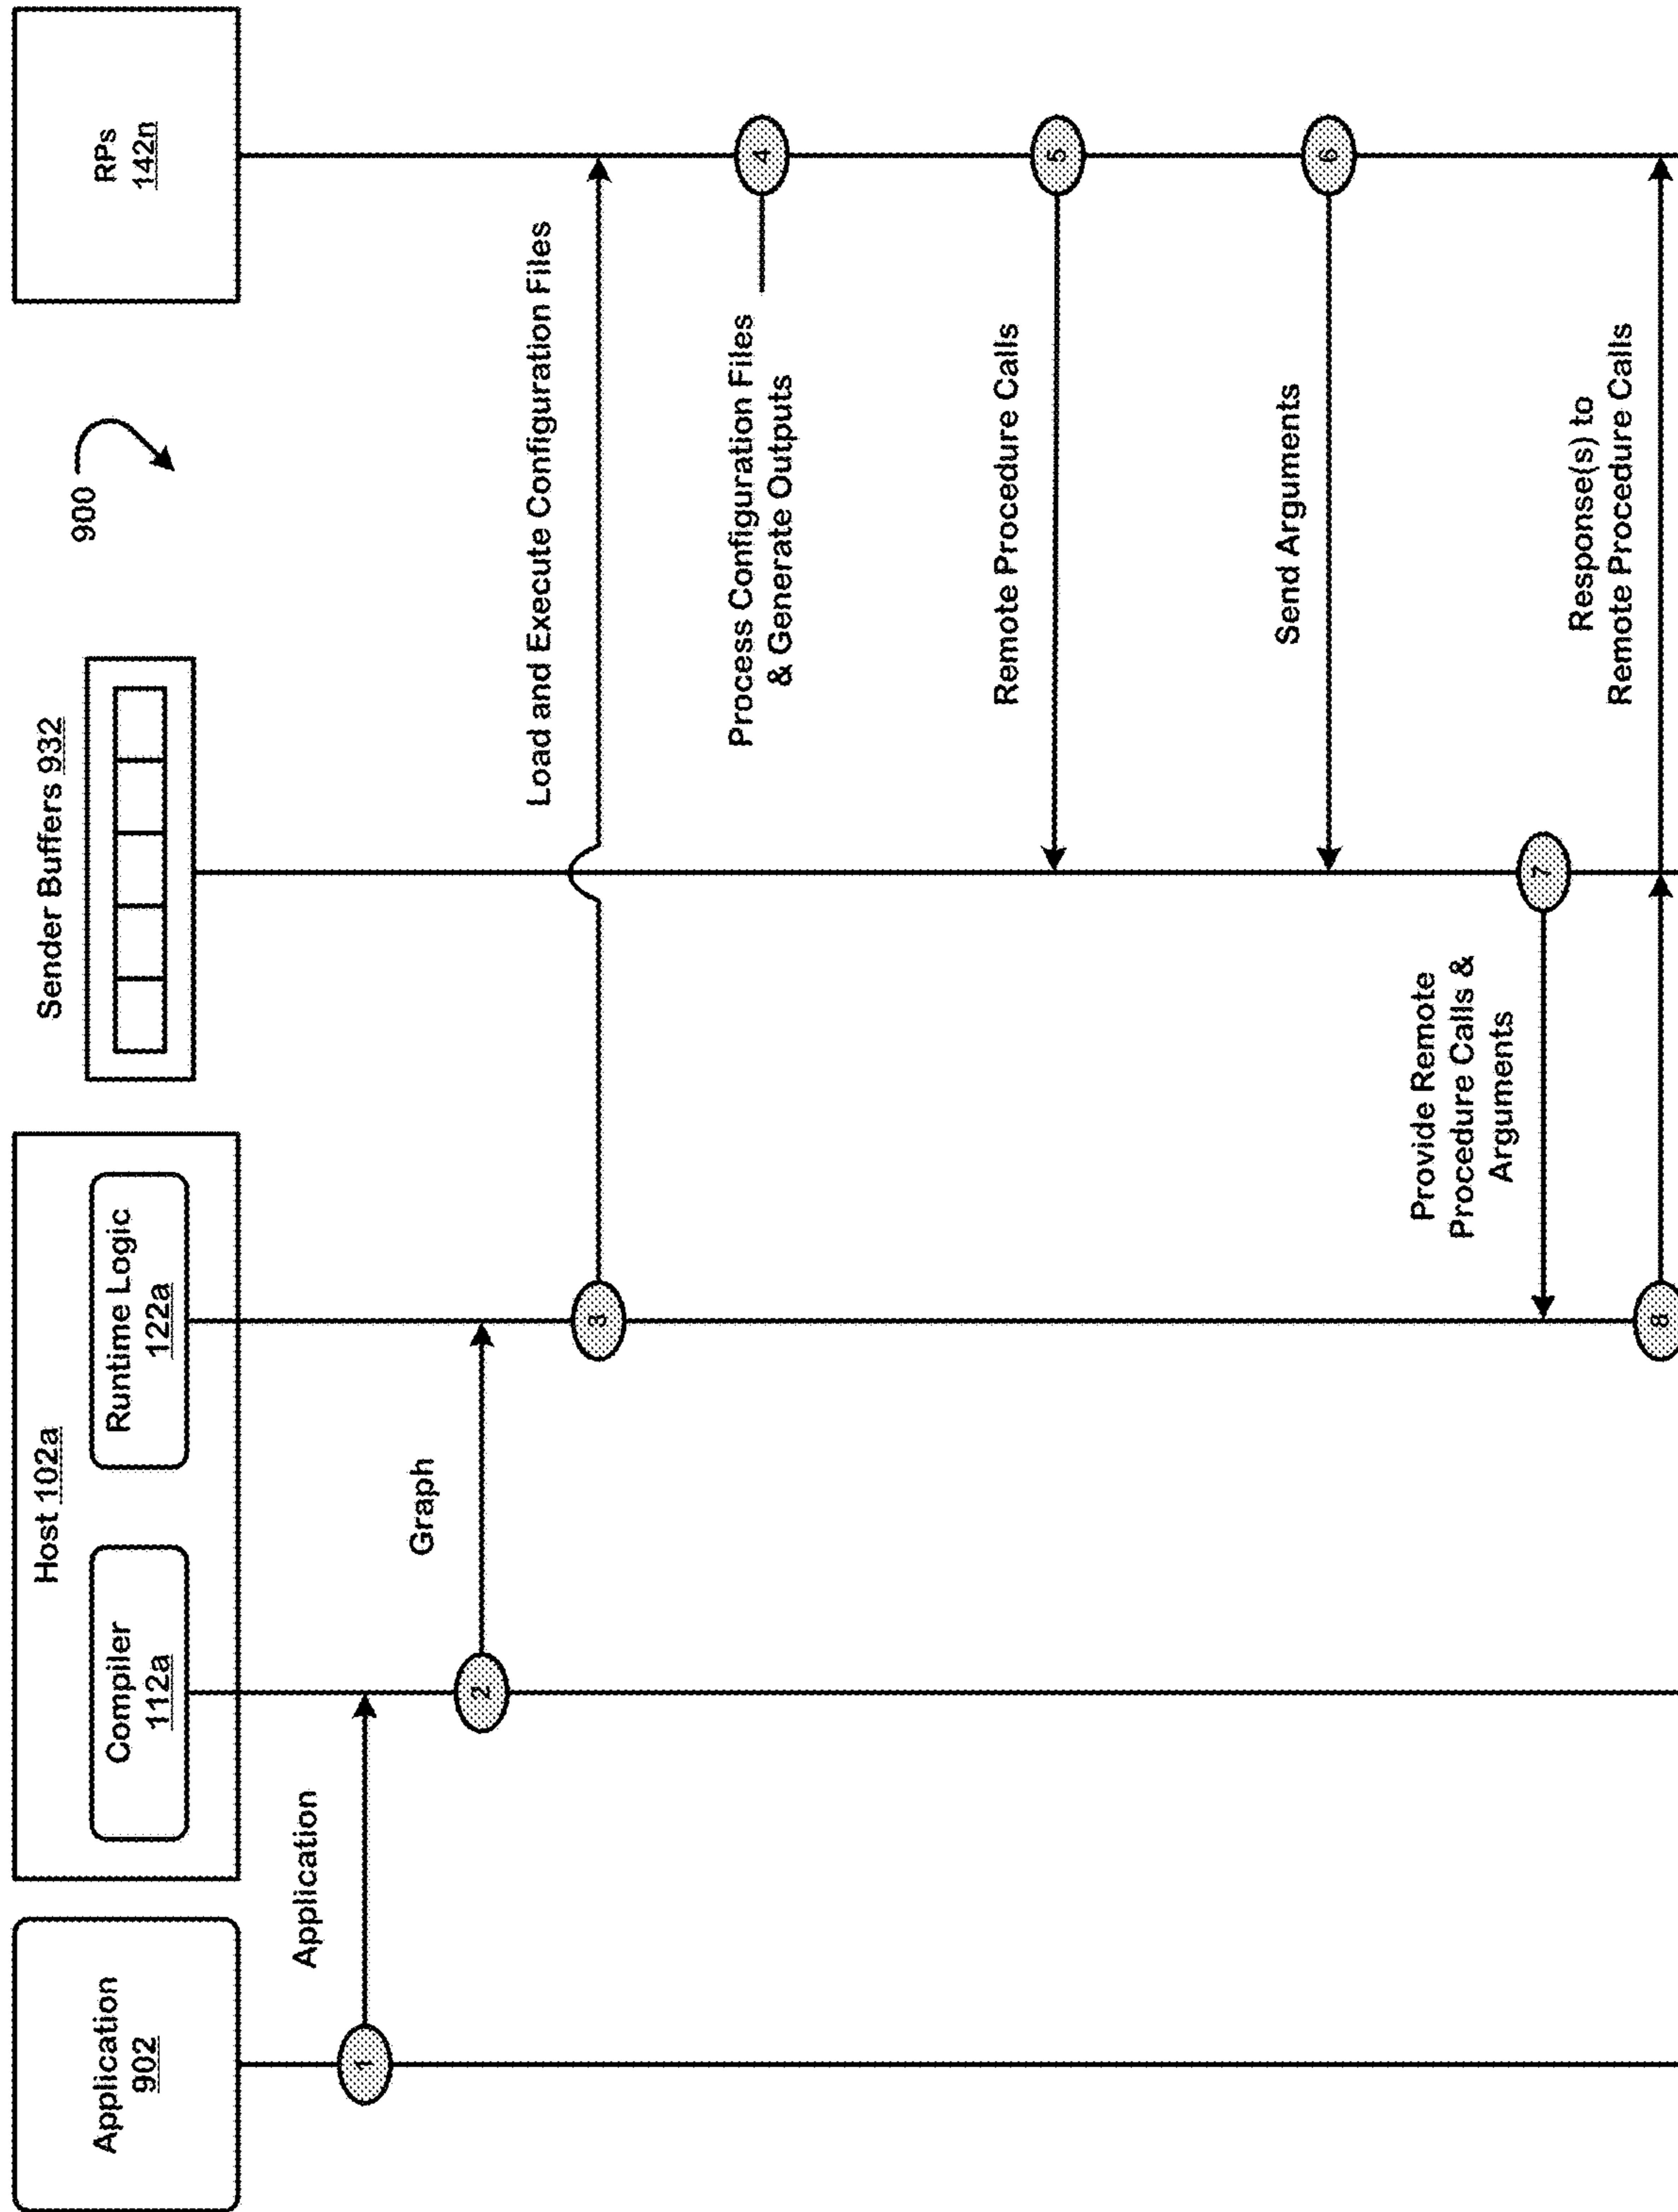 Application
902
Host 102a
Compiler
112a
Runtime Logic
122a
Sender Buffers 932
900
RPs
142n
Application
1
Graph
2
Load and Execute Configuration Files
3
4
Process Configuration Files
& Generate Outputs
Remote Procedure Calls
5
Send Arguments
6
Provide Remote
Procedure Calls &
Arguments
7
Response(s) to
Remote Procedure Calls
8